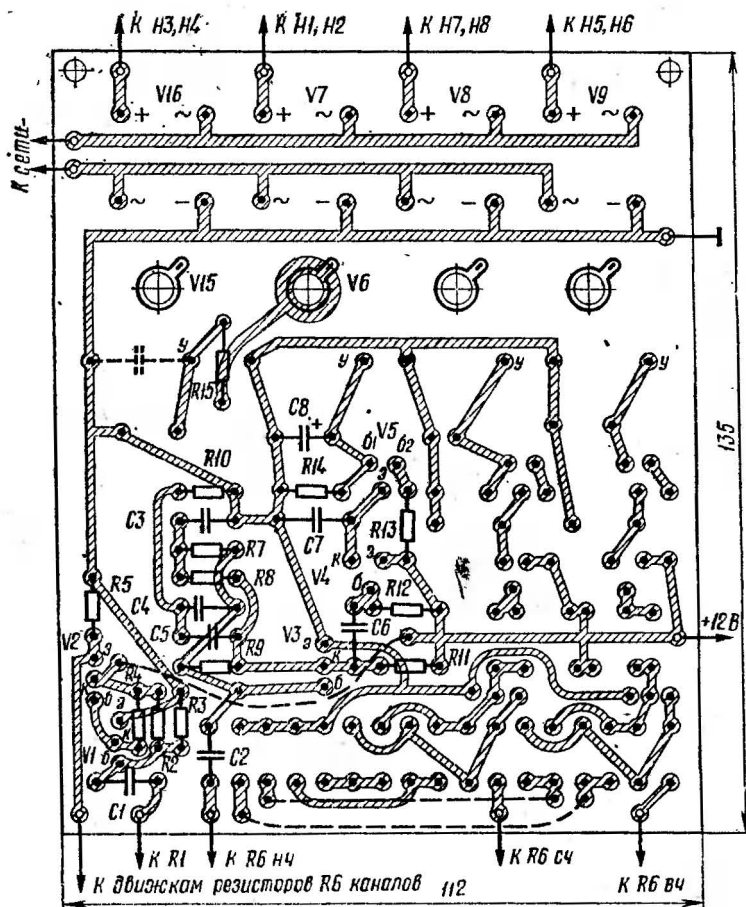 К Н3,Н4 К Н1,Н2 К Н7,Н8 К Н5,Н6
V16 V7 V8 V9
+ ~ + ~ + ~ + ~
К сети
~ – ~ – ~ – ~ –
V15 V6
У У У У
R15
C8 +
V5
б1 б2
135
R10
R14 э
C3 C7 R13
R7 к э
R5 R8 V4
C4 б R12
C5 V3 C6
V2 R9 э +12 В
э к R11
к R4 б
б э R3
V1 к
б R2 C2
C1
К R1 К R6 нч К R6 сч К R6 вч
К движкам резисторов R6 каналов 112